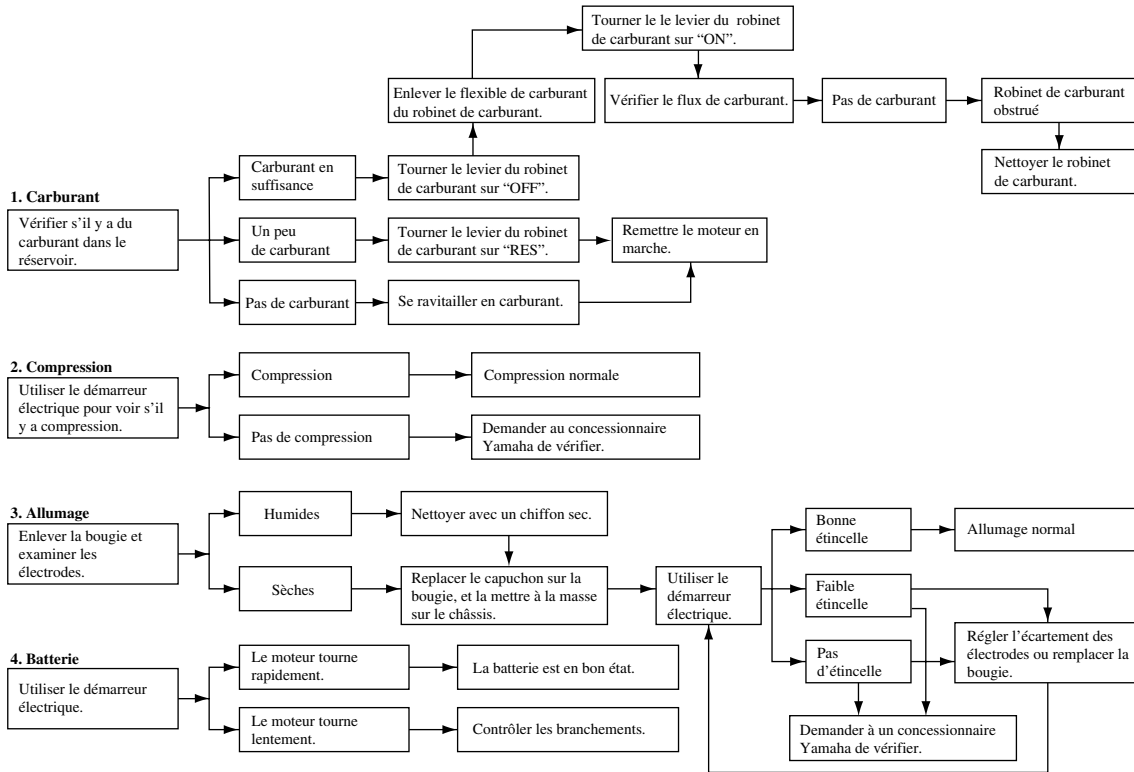 Tourner le le levier du robinet
de carburant sur “ON”.
Enlever le flexible de carburant
du robinet de carburant.
Vérifier le flux de carburant.
Pas de carburant
Robinet de carburant
obstrué
Nettoyer le robinet
de carburant.
Carburant en
suffisance
Tourner le levier du robinet
de carburant sur “OFF”.
1. Carburant
Vérifier s’il y a du
carburant dans le
réservoir.
Un peu
de carburant
Tourner le levier du robinet
de carburant sur “RES”.
Remettre le moteur en
marche.
Pas de carburant
Se ravitailler en carburant.
2. Compression
Utiliser le démarreur
électrique pour voir s’il
y a compression.
Compression
Compression normale
Pas de compression
Demander au concessionnaire
Yamaha de vérifier.
3. Allumage
Enlever la bougie et
examiner les
électrodes.
Humides
Nettoyer avec un chiffon sec.
Sèches
Replacer le capuchon sur la
bougie, et la mettre à la masse
sur le châssis.
Utiliser le
démarreur
électrique.
Bonne
étincelle
Allumage normal
Faible
étincelle
Pas
d’étincelle
Régler l’écartement des
électrodes ou remplacer la
bougie.
Demander à un concessionnaire
Yamaha de vérifier.
4. Batterie
Utiliser le démarreur
électrique.
Le moteur tourne
rapidement.
La batterie est en bon état.
Le moteur tourne
lentement.
Contrôler les branchements.